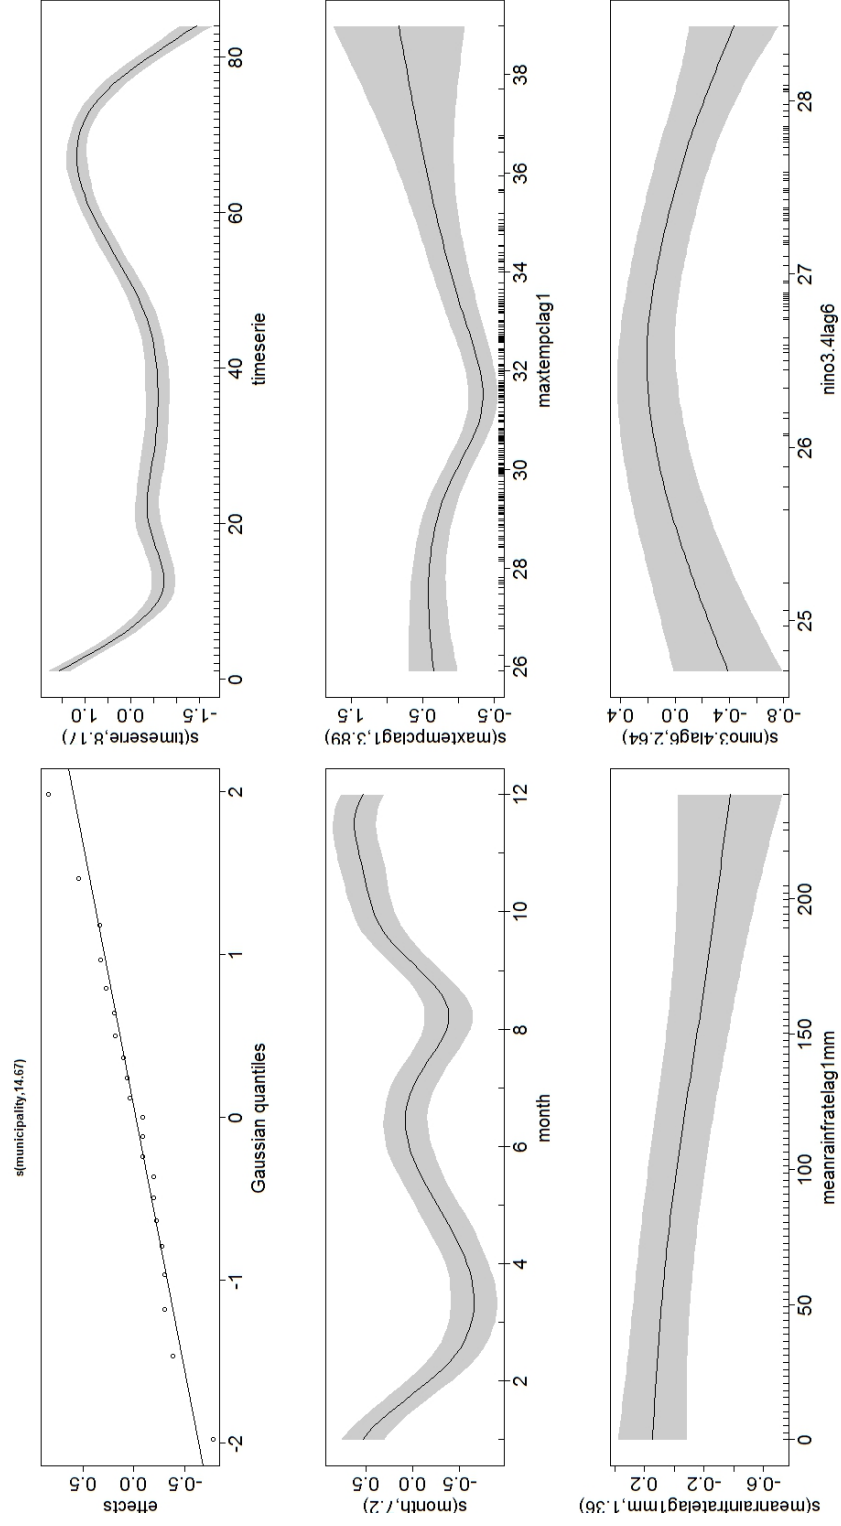 s(municipality,14.67)
effects
-0.5 0.0 0.5
-2 -1 0 1 2
Gaussian quantiles
s(timeserie,8.17)
-1.5 0.0 1.0
0 20 40 60 80
timeserie
s(month,7.2)
-0.5 0.0 0.5
2 4 6 8 10 12
month
s(maxtempclag1,3.89)
-0.5 0.5 1.5
26 28 30 32 34 36 38
maxtempclag1
s(meanrainfratelag1mm,1.36)
-0.6 -0.2 0.2
0 50 100 150 200
meanrainfratelag1mm
s(nino3.4lag6,2.64)
-0.8 -0.4 0.0 0.4
25 26 27 28
nino3.4lag6